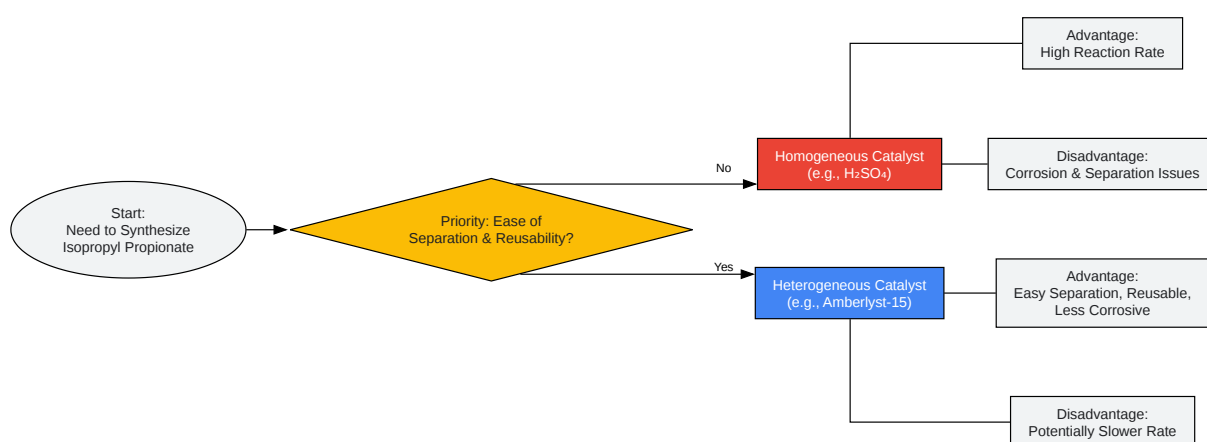 Start:
Need to Synthesize
Isopropyl Propionate
Priority: Ease of
Separation & Reusability?
No
Homogeneous Catalyst
(e.g., H₂SO₄)
Advantage:
High Reaction Rate
Disadvantage:
Corrosion & Separation Issues
Yes
Heterogeneous Catalyst
(e.g., Amberlyst-15)
Advantage:
Easy Separation, Reusable,
Less Corrosive
Disadvantage:
Potentially Slower Rate